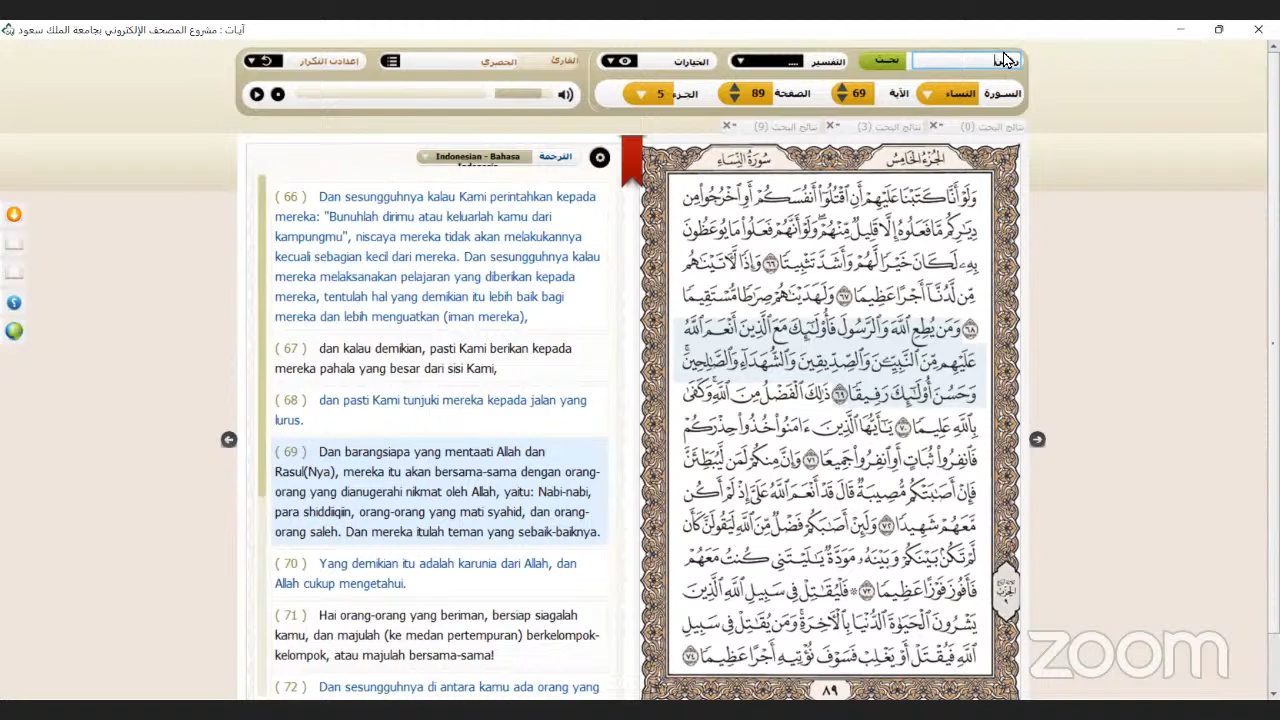 آيات : مشروع المصحف الإلكتروني بجامعة الملك سعود
بحث
التفسير
....
الخيارات
القارئ
الحصري
إعدادت التكرار
السورة
النساء
الآية
69
الصفحة
89
الجزء
5
نتائج البحث (0)
نتائج البحث (3)
نتائج البحث (9)
الترجمة
Indonesian - Bahasa
( 66 ) Dan sesungguhnya kalau Kami perintahkan kepada
mereka: "Bunuhlah dirimu atau keluarlah kamu dari
kampungmu", niscaya mereka tidak akan melakukannya
kecuali sebagian kecil dari mereka. Dan sesungguhnya kalau
mereka melaksanakan pelajaran yang diberikan kepada
mereka, tentulah hal yang demikian itu lebih baik bagi
mereka dan lebih menguatkan (iman mereka),
( 67 ) dan kalau demikian, pasti Kami berikan kepada
mereka pahala yang besar dari sisi Kami,
( 68 ) dan pasti Kami tunjuki mereka kepada jalan yang
lurus.
( 69 ) Dan barangsiapa yang mentaati Allah dan
Rasul(Nya), mereka itu akan bersama-sama dengan orang-
orang yang dianugerahi nikmat oleh Allah, yaitu: Nabi-nabi,
para shiddiiqiin, orang-orang yang mati syahid, dan orang-
orang saleh. Dan mereka itulah teman yang sebaik-baiknya.
( 70 ) Yang demikian itu adalah karunia dari Allah, dan
Allah cukup mengetahui.
( 71 ) Hai orang-orang yang beriman, bersiap siagalah
kamu, dan majulah (ke medan pertempuran) berkelompok-
kelompok, atau majulah bersama-sama!
( 72 ) Dan sesungguhnya di antara kamu ada orang yang
الجزء الخامس
سورة النساء
وَلَوْ أَنَّا كَتَبْنَا عَلَيْهِمْ أَنِ اقْتُلُوا أَنفُسَكُمْ أَوِ اخْرُجُوا مِن
دِيَارِكُم مَّا فَعَلُوهُ إِلَّا قَلِيلٌ مِّنْهُمْ ۖ وَلَوْ أَنَّهُمْ فَعَلُوا مَا يُوعَظُونَ
بِهِ لَكَانَ خَيْرًا لَّهُمْ وَأَشَدَّ تَثْبِيتًا ٦٦ وَإِذًا لَّآتَيْنَاهُم
مِّن لَّدُنَّا أَجْرًا عَظِيمًا ٦٧ وَلَهَدَيْنَاهُمْ صِرَاطًا مُّسْتَقِيمًا
٦٨ وَمَن يُطِعِ اللَّهَ وَالرَّسُولَ فَأُولَٰئِكَ مَعَ الَّذِينَ أَنْعَمَ اللَّهُ
عَلَيْهِم مِّنَ النَّبِيِّينَ وَالصِّدِّيقِينَ وَالشُّهَدَاءِ وَالصَّالِحِينَ ۚ
وَحَسُنَ أُولَٰئِكَ رَفِيقًا ٦٩ ذَٰلِكَ الْفَضْلُ مِنَ اللَّهِ ۚ وَكَفَىٰ
بِاللَّهِ عَلِيمًا ٧٠ يَا أَيُّهَا الَّذِينَ ءَامَنُوا خُذُوا حِذْرَكُمْ
فَانفِرُوا ثُبَاتٍ أَوِ انفِرُوا جَمِيعًا ٧١ وَإِنَّ مِنكُمْ لَمَن لَّيُبَطِّئَنَّ
فَإِنْ أَصَابَتْكُم مُّصِيبَةٌ قَالَ قَدْ أَنْعَمَ اللَّهُ عَلَيَّ إِذْ لَمْ أَكُن
مَّعَهُمْ شَهِيدًا ٧٢ وَلَئِنْ أَصَابَكُمْ فَضْلٌ مِّنَ اللَّهِ لَيَقُولَنَّ كَأَن
لَّمْ تَكُن بَيْنَكُمْ وَبَيْنَهُ مَوَدَّةٌ يَا لَيْتَنِي كُنتُ مَعَهُمْ
فَأَفُوزَ فَوْزًا عَظِيمًا ٧٣ ۞ فَلْيُقَاتِلْ فِي سَبِيلِ اللَّهِ الَّذِينَ
يَشْرُونَ الْحَيَاةَ الدُّنْيَا بِالْآخِرَةِ ۚ وَمَن يُقَاتِلْ فِي سَبِيلِ
اللَّهِ فَيُقْتَلْ أَوْ يَغْلِبْ فَسَوْفَ نُؤْتِيهِ أَجْرًا عَظِيمًا ٧٤
٨٩
zoom